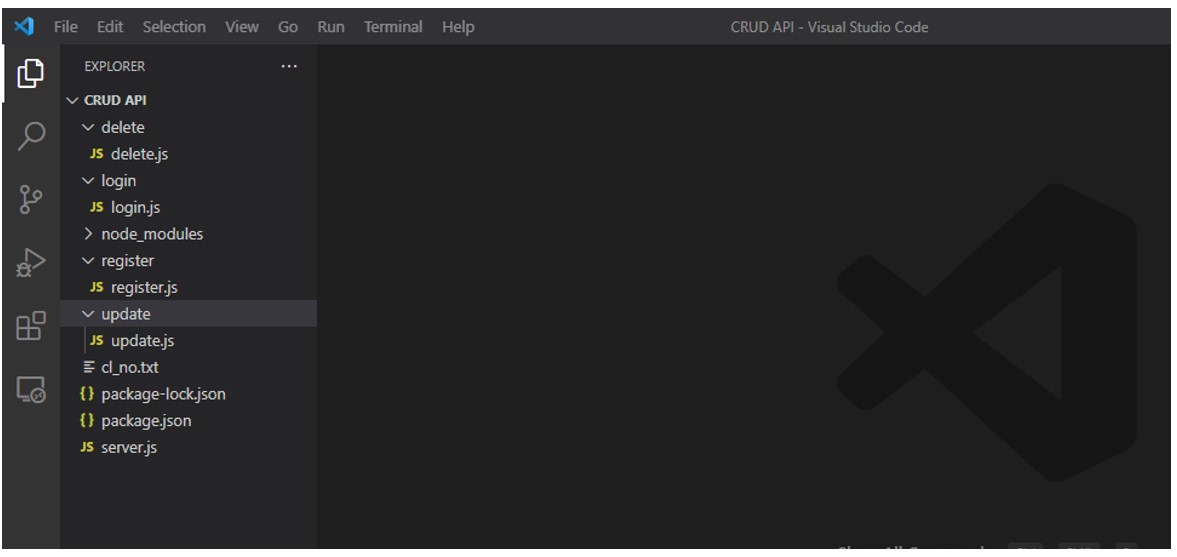 File Edit Selection View Go Run Terminal Help CRUD API - Visual Studio Code
EXPLORER ...
CRUD API
delete
JS delete.js
login
JS login.js
node_modules
register
JS register.js
update
JS update.js
cl_no.txt
{} package-lock.json
{} package.json
JS server.js